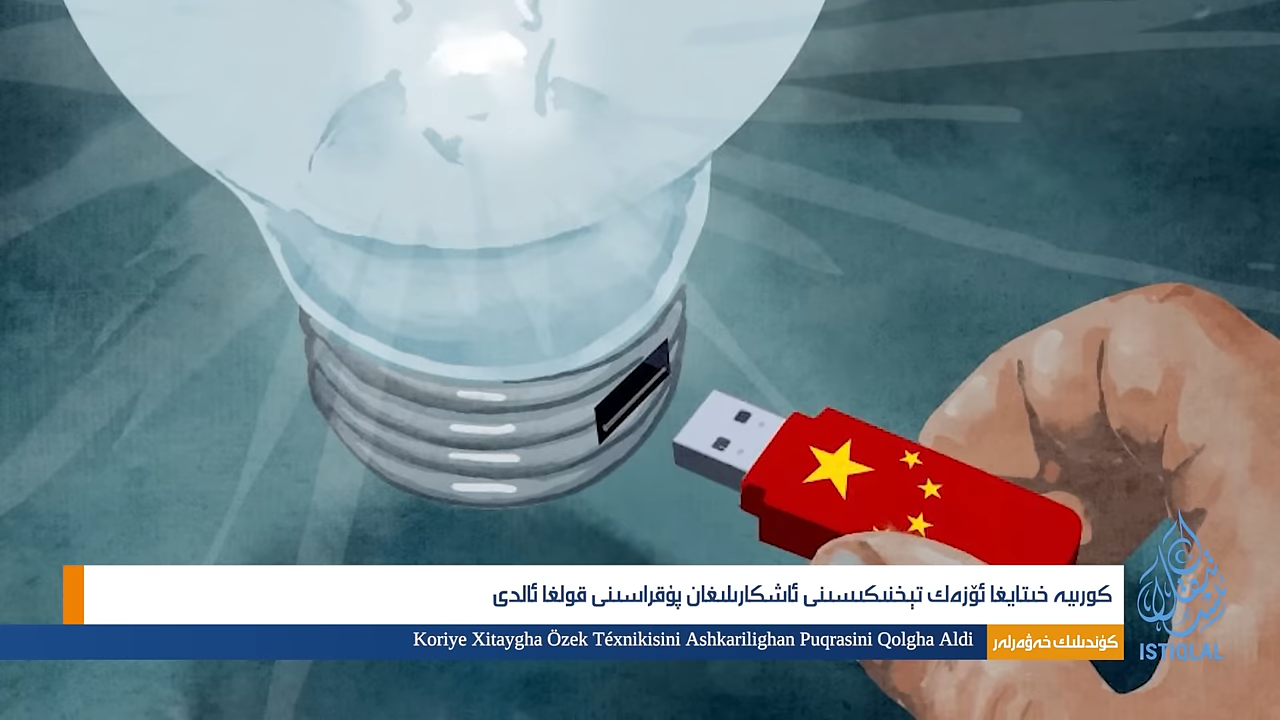 كورىيە خىتايغا ئۆزەك تېخنىكىسىنى ئاشكارىلىغان پۇقراسىنى قولغا ئالدى
Koriye Xitaygha Özek Téxnikisini Ashkarilighan Puqrasini Qolgha Aldi
كۈندىلىك خەۋەرلەر
ISTIQLAL